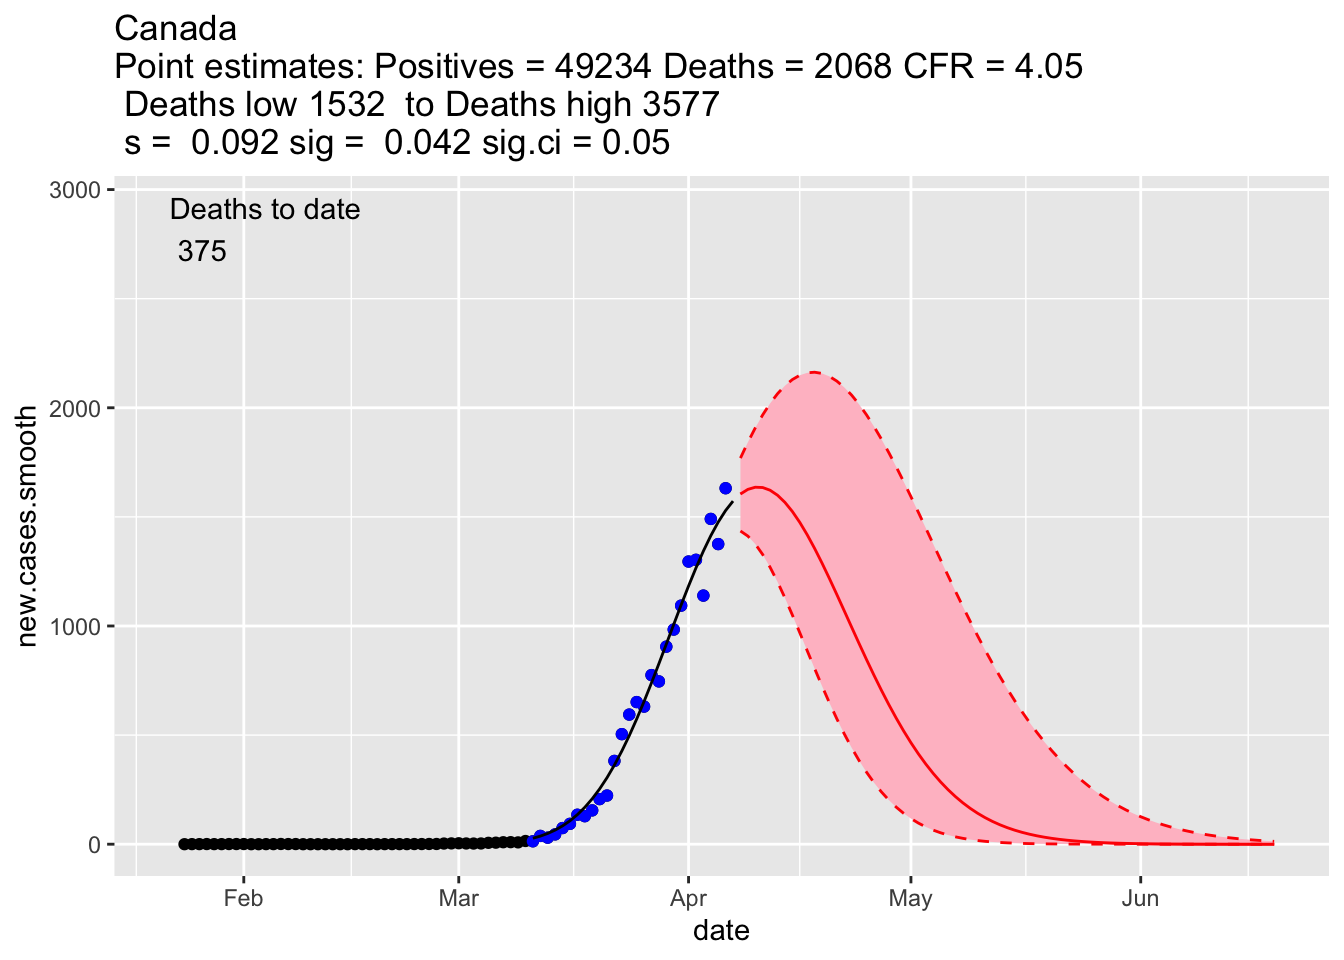 Canada
Point estimates: Positives = 49234 Deaths = 2068 CFR = 4.05
Deaths low 1532  to Deaths high 3577
s =  0.092 sig =  0.042 sig.ci = 0.05
3000
Deaths to date
375
2000
1000
0
new.cases.smooth
Feb Mar Apr May Jun
date